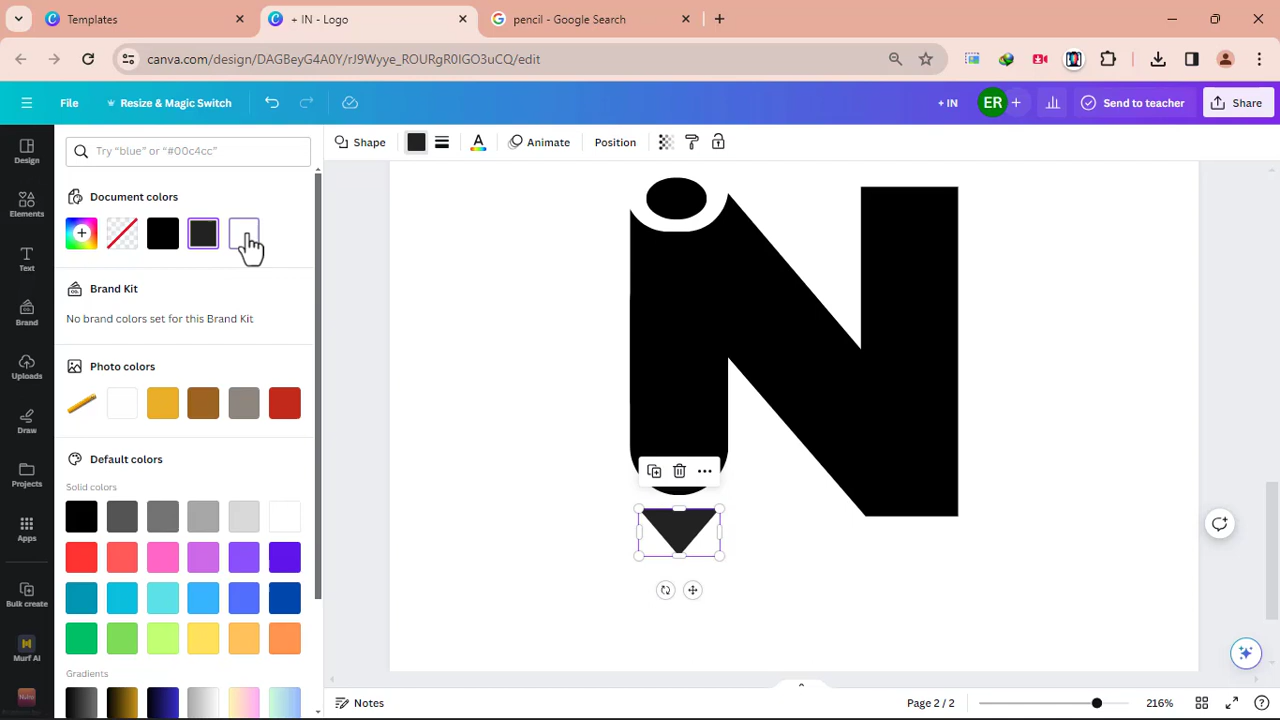 Templates
+ IN - Logo
pencil - Google Search
canva.com/design/DAGBeyG4A0Y/rJ9Wyye_ROURgR0IGO3uCQ/edit
File
Resize & Magic Switch
+ IN
ER
Send to teacher
Share
Design
Elements
Text
Brand
Uploads
Draw
Projects
Apps
Bulk create
Murf AI
Try “blue” or “#00c4cc”
Document colors
Brand Kit
No brand colors set for this Brand Kit
Photo colors
Default colors
Solid colors
Gradients
Shape
A
Animate
Position
N
Notes
Page 2 / 2
216%